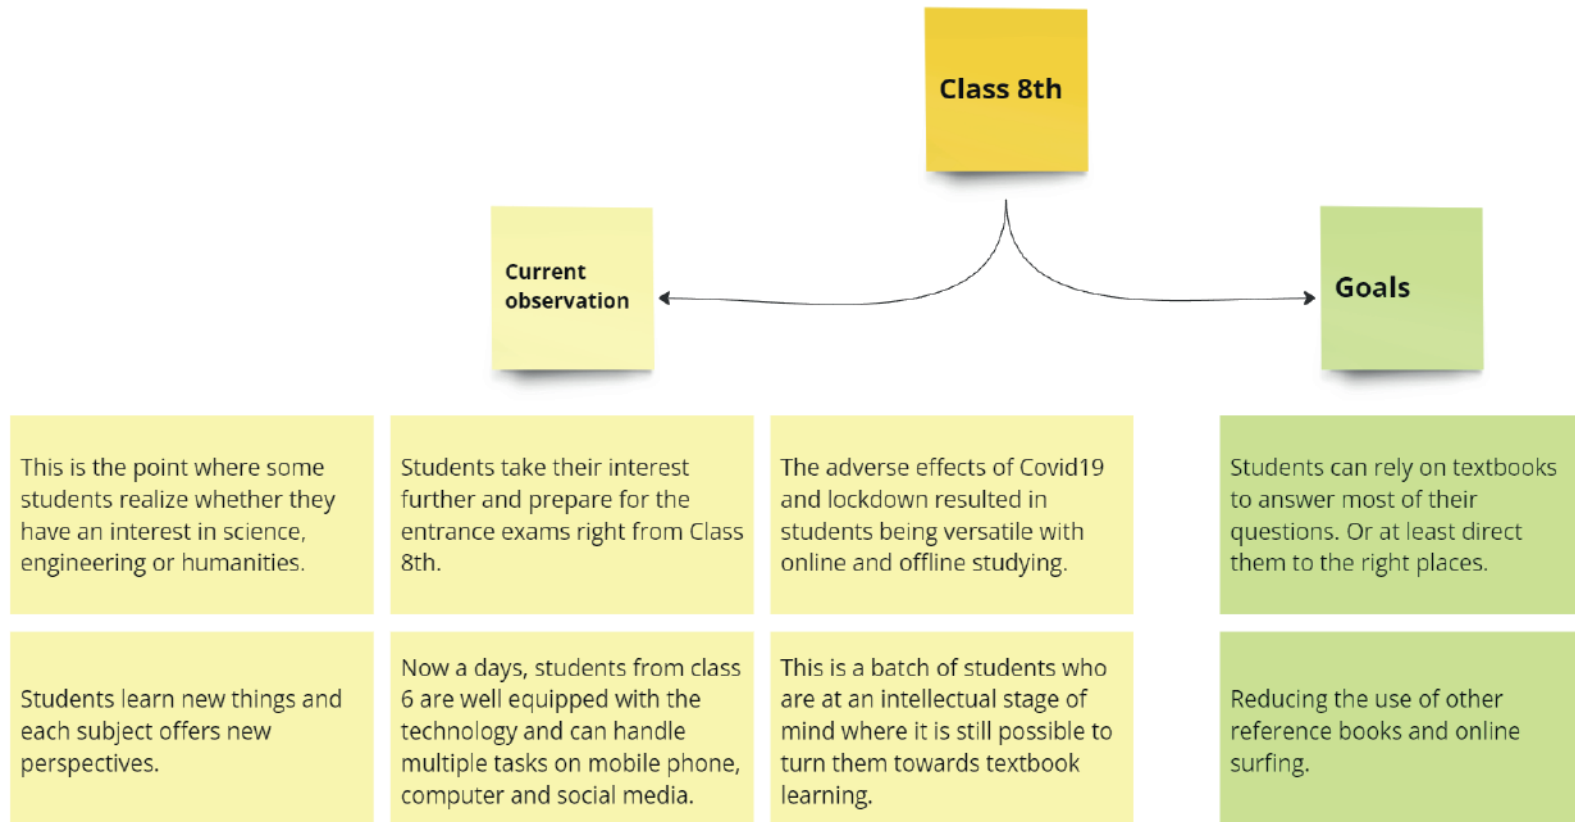 Class 8th
Current
observation
Goals
This is the point where some
students realize whether they
have an interest in science,
engineering or humanities.
Students take their interest
further and prepare for the
entrance exams right from Class
8th.
The adverse effects of Covid19
and lockdown resulted in
students being versatile with
online and offline studying.
Students can rely on textbooks
to answer most of their
questions. Or at least direct
them to the right places.
Students learn new things and
each subject offers new
perspectives.
Now a days, students from class
6 are well equipped with the
technology and can handle
multiple tasks on mobile phone,
computer and social media.
This is a batch of students who
are at an intellectual stage of
mind where it is still possible to
turn them towards textbook
learning.
Reducing the use of other
reference books and online
surfing.